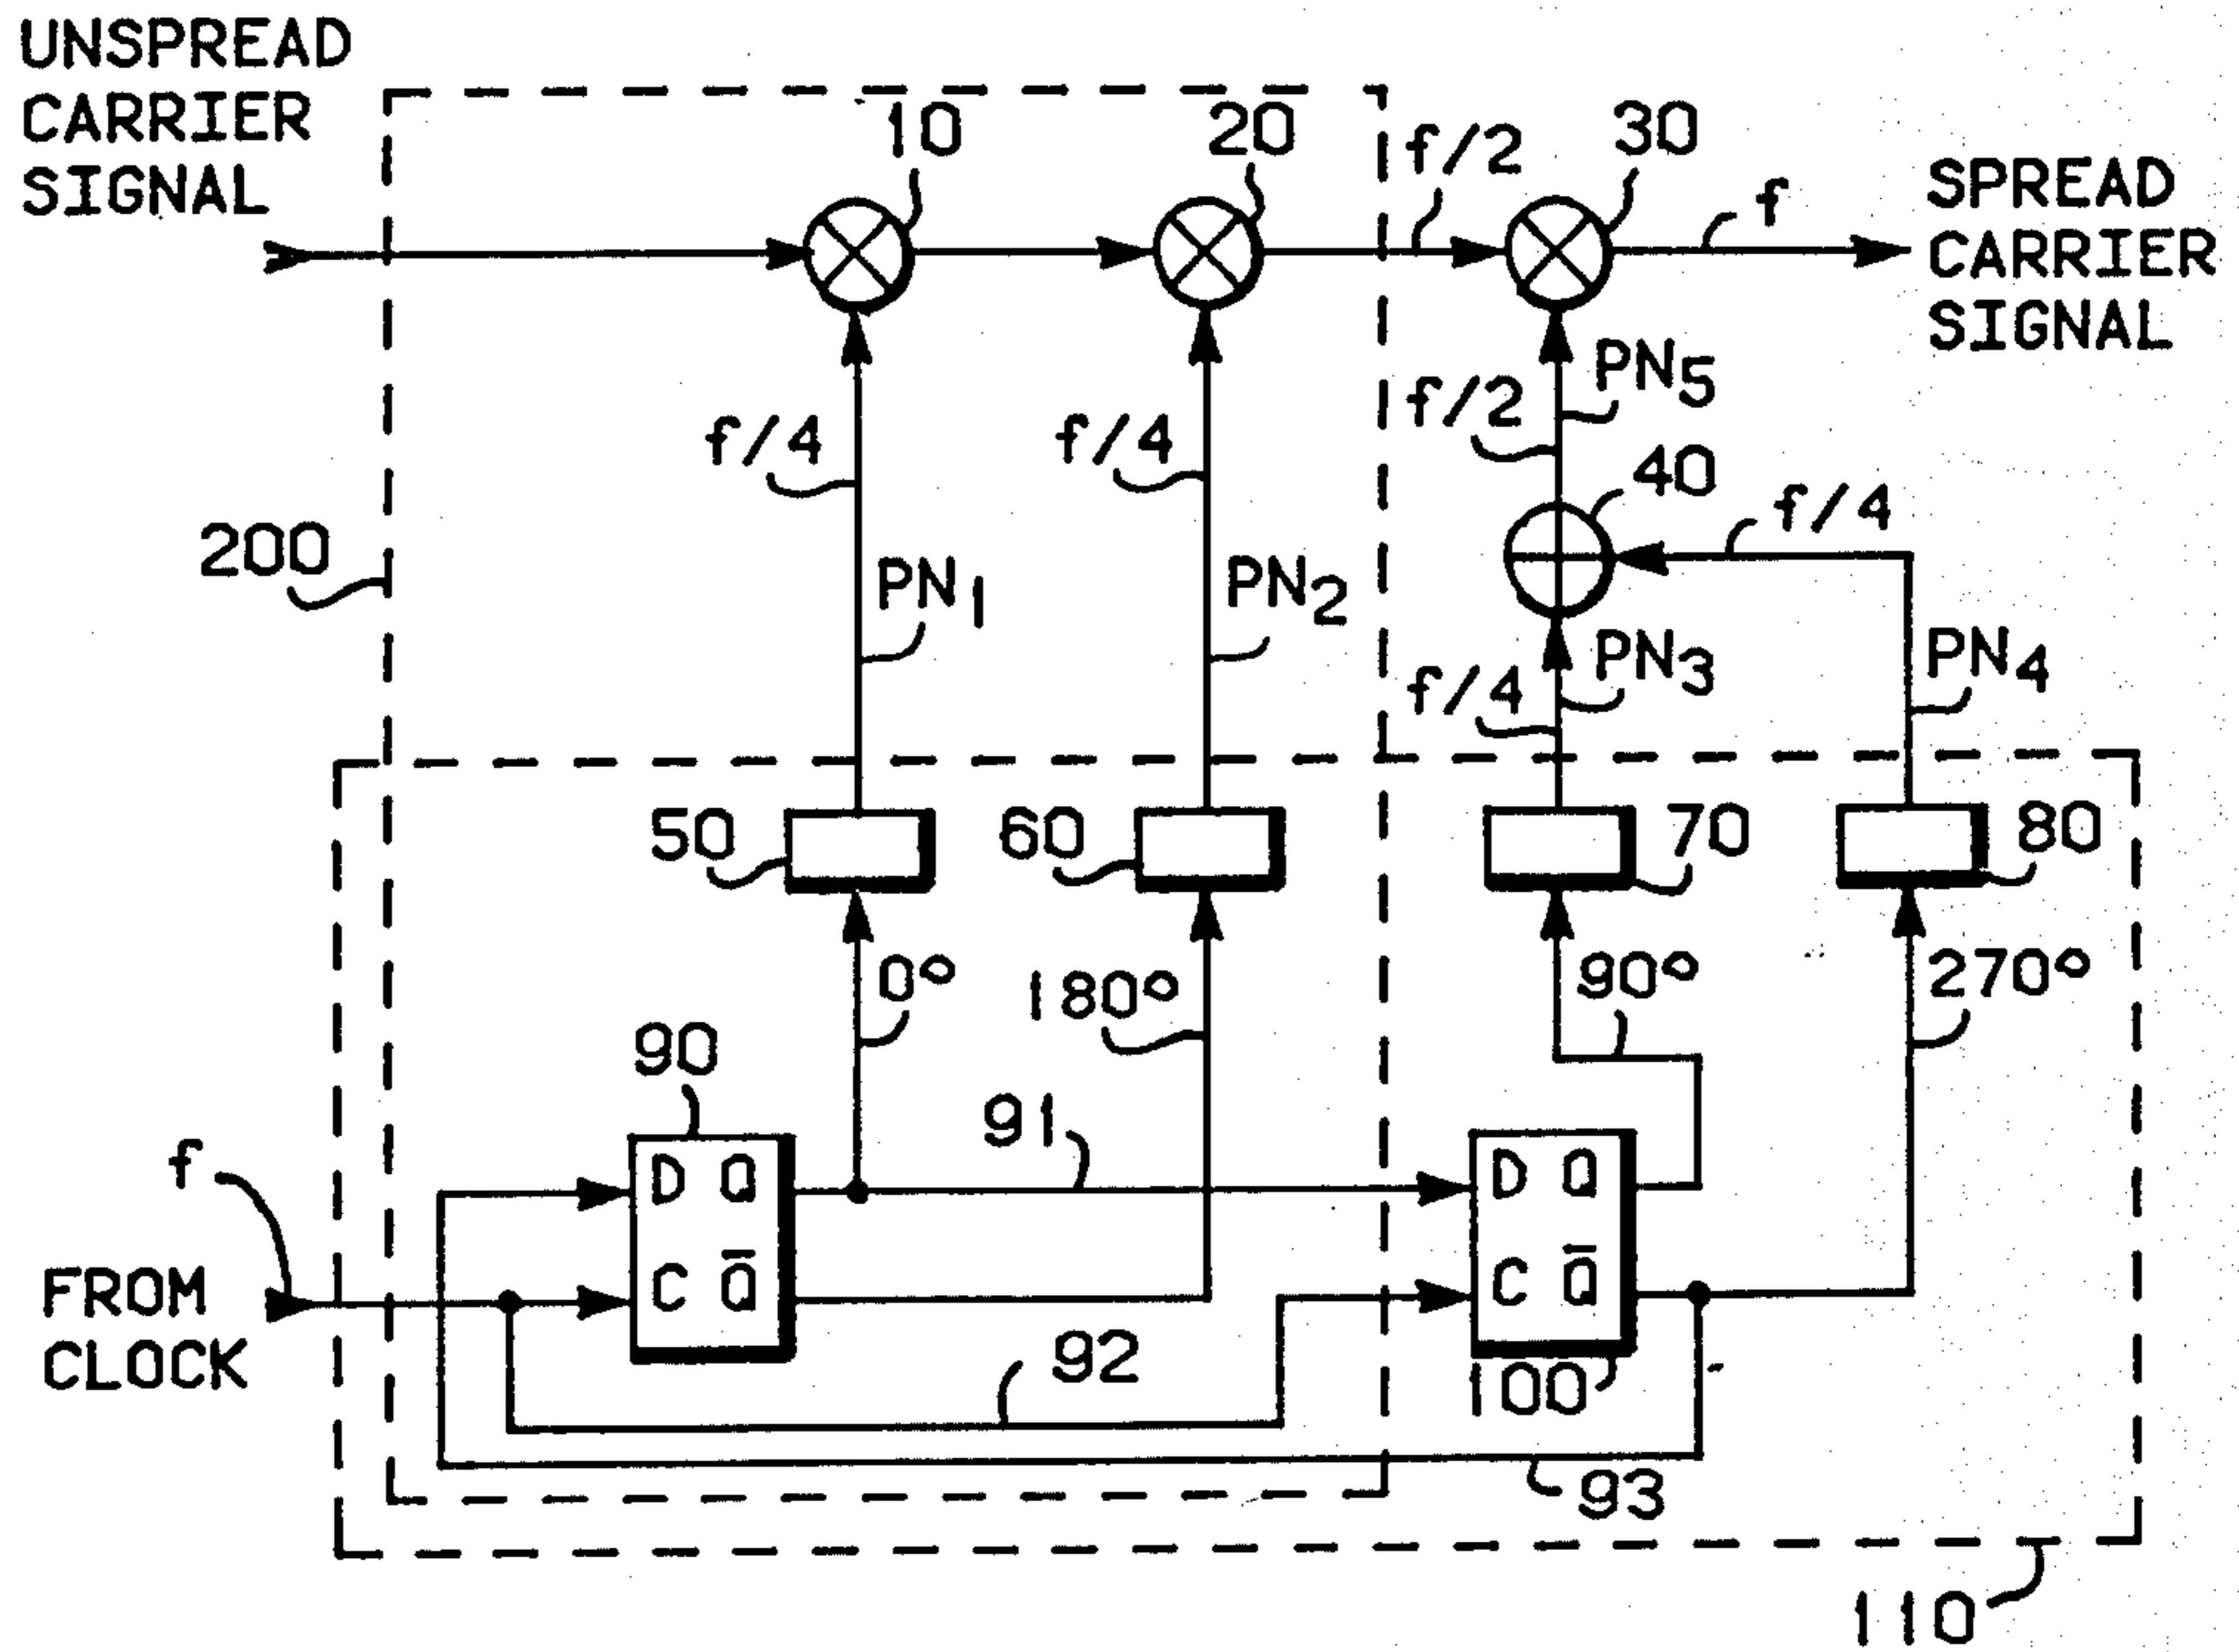 UNSPREAD
CARRIER
SIGNAL
10
20
f/2
30
f
SPREAD
CARRIER
SIGNAL
f/4
f/4
f/2
PN5
40
f/4
200
PN1
PN2
PN3
f/4
PN4
50
60
70
80
0°
180°
90°
270°
90
91
f
D Q
C Q̅
D Q
C Q̅
FROM
CLOCK
92
100
93
110